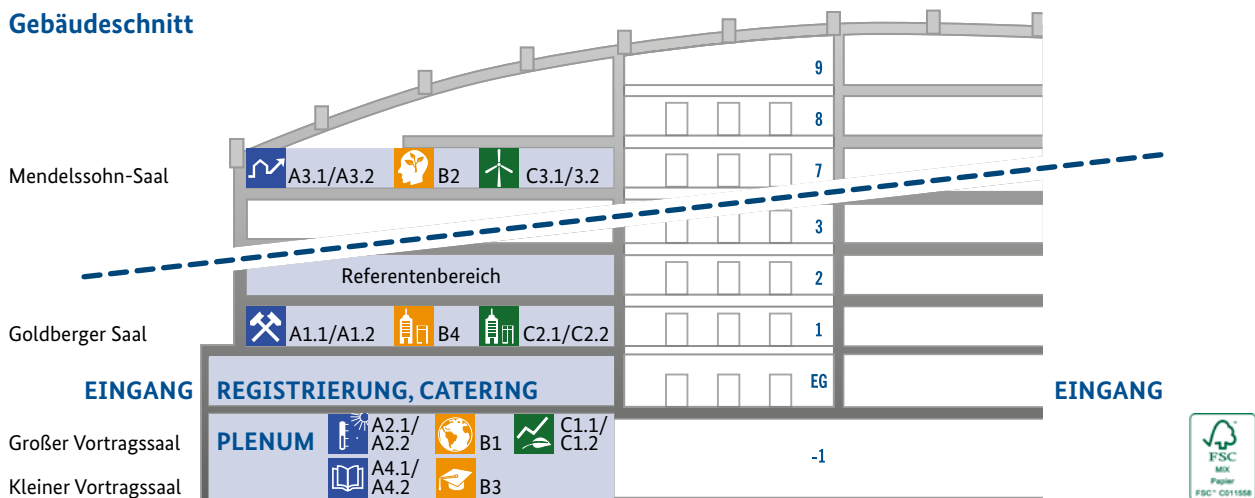 Gebäudeschnitt
9
8
Mendelssohn-Saal A3.1/A3.2 B2 C3.1/3.2 7
3
Referentenbereich 2
Goldberger Saal A1.1/A1.2 B4 C2.1/C2.2 1
EINGANG REGISTRIERUNG, CATERING EG EINGANG
Großer Vortragssaal PLENUM A2.1/ A2.2 B1 C1.1/ C1.2
-1
Kleiner Vortragssaal A4.1/ A4.2 B3
FSC
MIX
Papier
FSC™ C011558